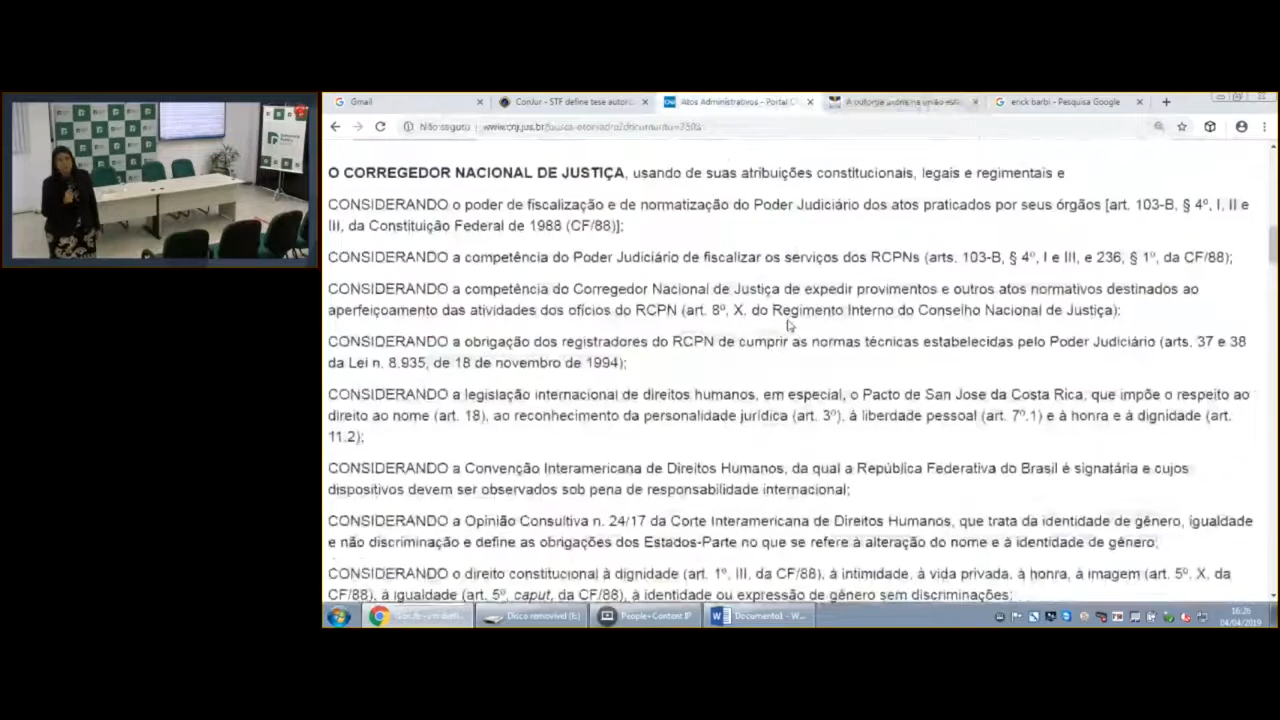 Gmail
ConJur - STF define tese autor
Atos Administrativos - Portal C
A outorga uxória na união está
erick barbi - Pesquisa Google
Não seguro
O CORREGEDOR NACIONAL DE JUSTIÇA, usando de suas atribuições constitucionais, legais e regimentais e
CONSIDERANDO o poder de fiscalização e de normatização do Poder Judiciário dos atos praticados por seus órgãos [art. 103-B, § 4º, I, II e
III, da Constituição Federal de 1988 (CF/88)];
CONSIDERANDO a competência do Poder Judiciário de fiscalizar os serviços dos RCPNs (arts. 103-B, § 4º, I e III, e 236, § 1º, da CF/88);
CONSIDERANDO a competência do Corregedor Nacional de Justiça de expedir provimentos e outros atos normativos destinados ao
aperfeiçoamento das atividades dos ofícios do RCPN (art. 8º, X, do Regimento Interno do Conselho Nacional de Justiça);
CONSIDERANDO a obrigação dos registradores do RCPN de cumprir as normas técnicas estabelecidas pelo Poder Judiciário (arts. 37 e 38
da Lei n. 8.935, de 18 de novembro de 1994);
CONSIDERANDO a legislação internacional de direitos humanos, em especial, o Pacto de San Jose da Costa Rica, que impõe o respeito ao
direito ao nome (art. 18), ao reconhecimento da personalidade jurídica (art. 3º), à liberdade pessoal (art. 7º.1) e à honra e à dignidade (art.
11.2);
CONSIDERANDO a Convenção Interamericana de Direitos Humanos, da qual a República Federativa do Brasil é signatária e cujos
dispositivos devem ser observados sob pena de responsabilidade internacional;
CONSIDERANDO a Opinião Consultiva n. 24/17 da Corte Interamericana de Direitos Humanos, que trata da identidade de gênero, igualdade
e não discriminação e define as obrigações dos Estados-Parte no que se refere à alteração do nome e à identidade de gênero;
CONSIDERANDO o direito constitucional à dignidade (art. 1º, III, da CF/88), à intimidade, à vida privada, à honra, à imagem (art. 5º, X, da
CF/88), à igualdade (art. 5º, caput, da CF/88), à identidade ou expressão de gênero sem discriminações;
Disco removível (E:)
People+Content IP
Documento1 - W...
16:26
04/04/2019